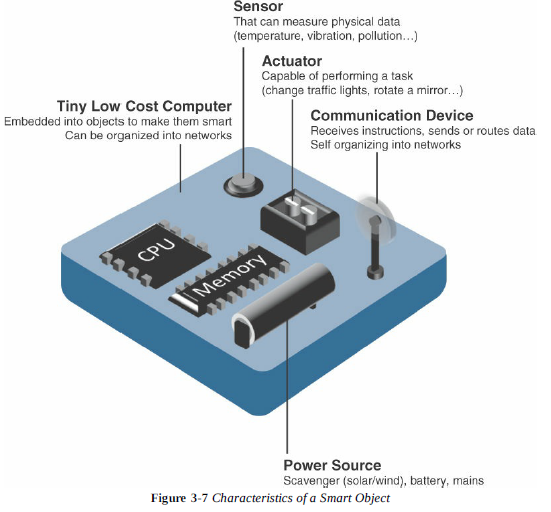 Sensor
That can measure physical data
(temperature, vibration, pollution...)
Actuator
Capable of performing a task
(change traffic lights, rotate a mirror...)
Tiny Low Cost Computer
Embedded into objects to make them smart
Can be organized into networks
Communication Device
Receives instructions, sends or routes data
Self organizing into networks
CPU
Memory
Power Source
Scavenger (solar/wind), battery, mains
Figure 3-7 Characteristics of a Smart Object